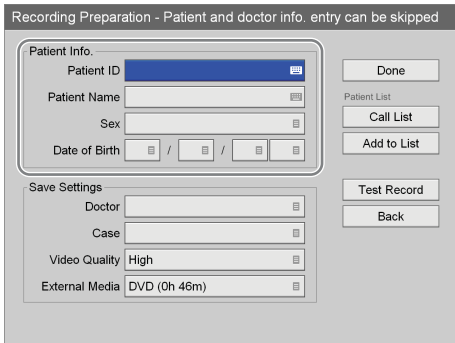 Recording Preparation - Patient and doctor info. entry can be skipped
Patient Info.
Patient ID
Patient Name
Sex
Date of Birth / /
Done
Patient List
Call List
Add to List
Test Record
Back
Save Settings
Doctor
Case
Video Quality High
External Media DVD (0h 46m)